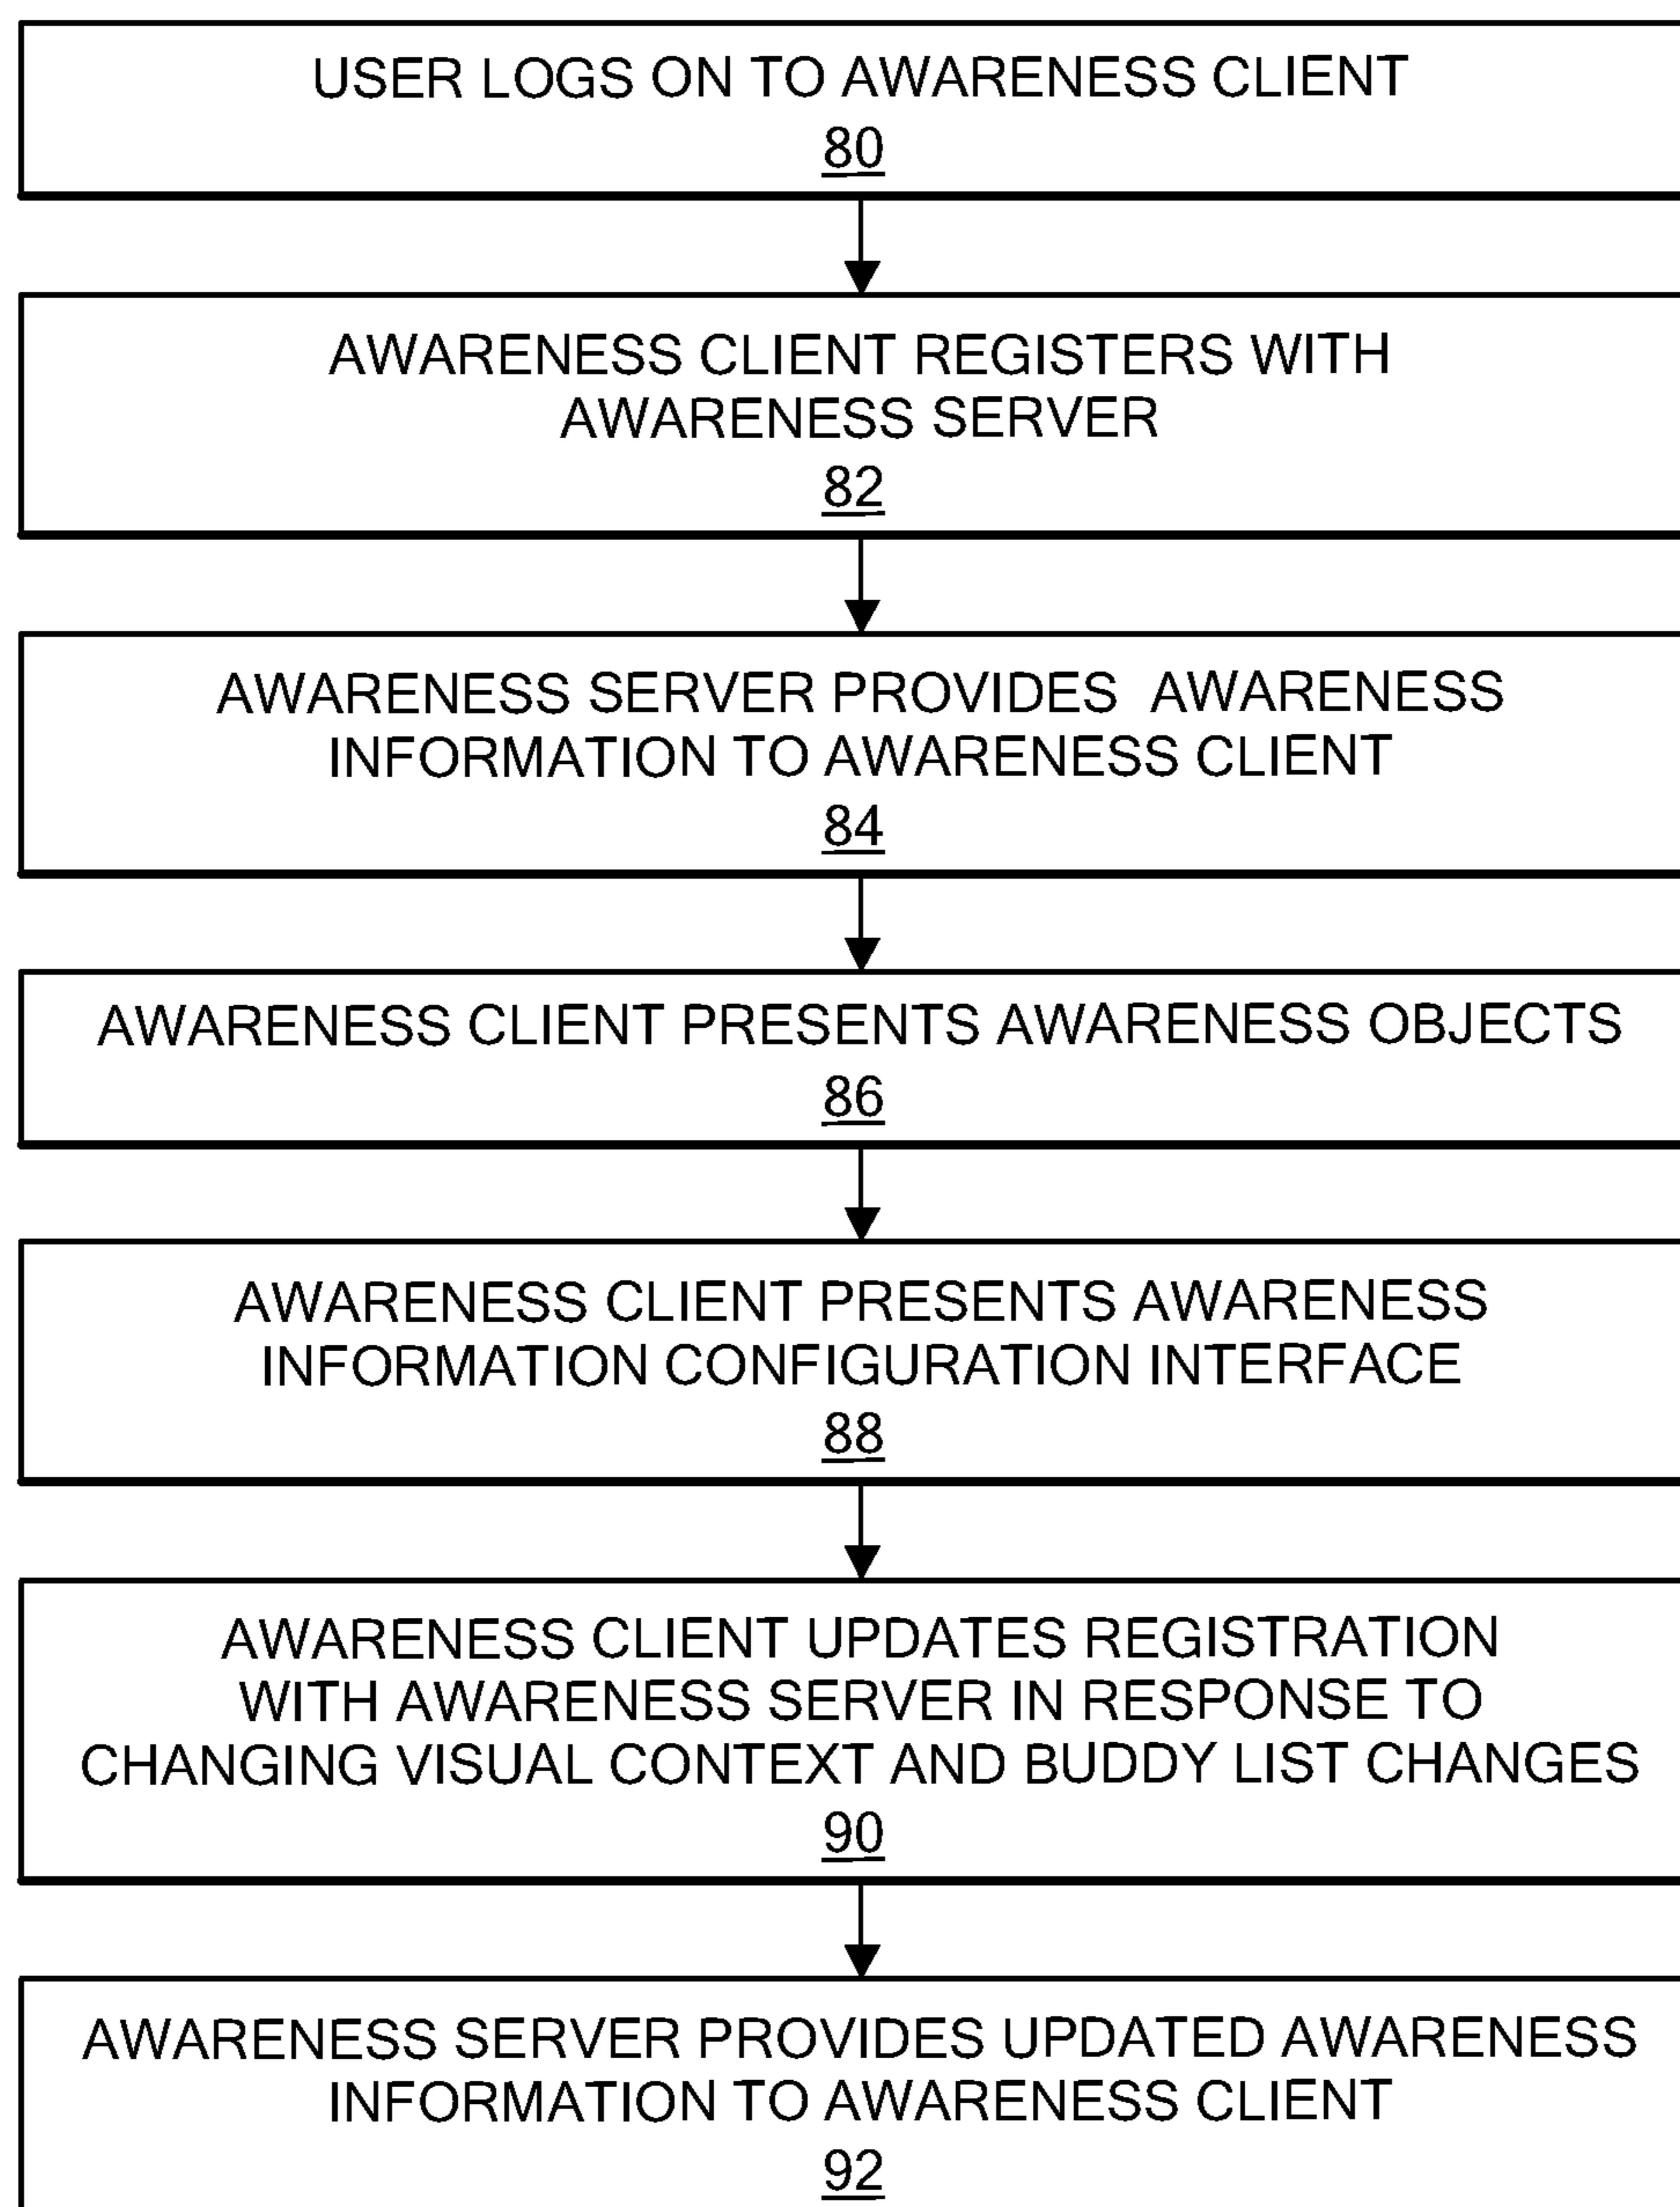 USER LOGS ON TO AWARENESS CLIENT
80
AWARENESS CLIENT REGISTERS WITH
AWARENESS SERVER
82
AWARENESS SERVER PROVIDES AWARENESS
INFORMATION TO AWARENESS CLIENT
84
AWARENESS CLIENT PRESENTS AWARENESS OBJECTS
86
AWARENESS CLIENT PRESENTS AWARENESS
INFORMATION CONFIGURATION INTERFACE
88
AWARENESS CLIENT UPDATES REGISTRATION
WITH AWARENESS SERVER IN RESPONSE TO
CHANGING VISUAL CONTEXT AND BUDDY LIST CHANGES
90
AWARENESS SERVER PROVIDES UPDATED AWARENESS
INFORMATION TO AWARENESS CLIENT
92